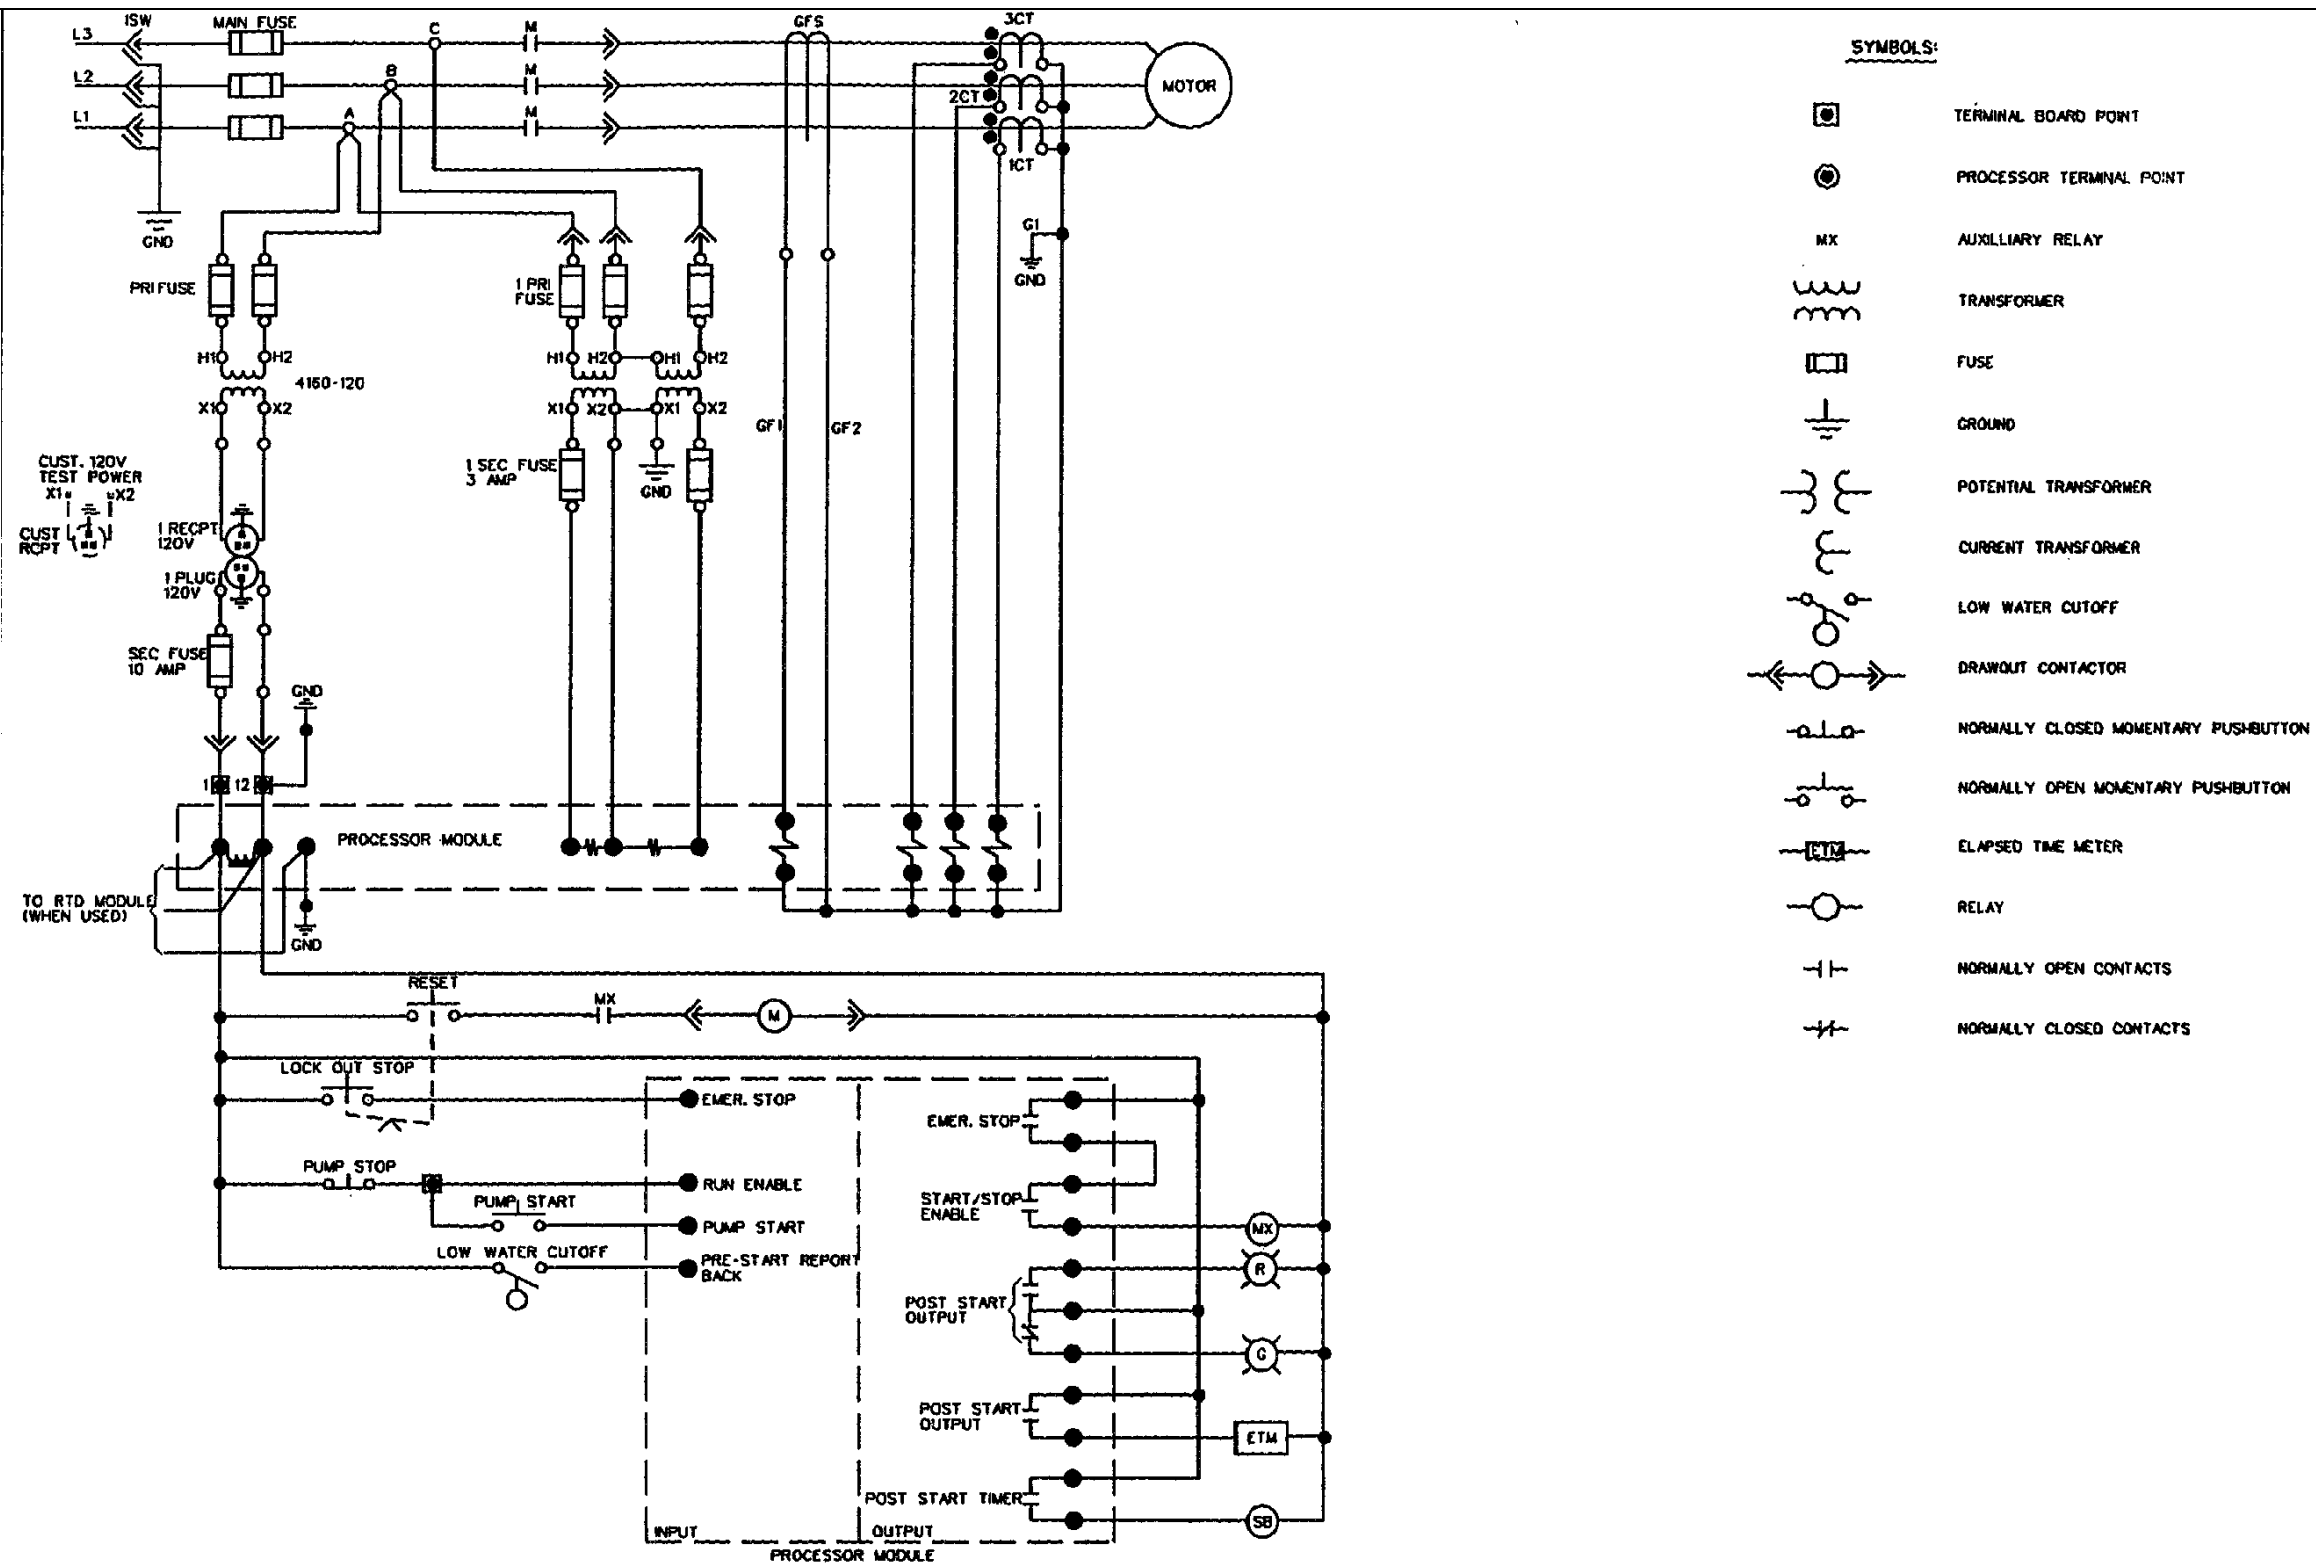 1SW
MAIN FUSE
C
M
GFS
3CT
L3
L2
B
M
2CT
MOTOR
L1
A
M
1CT
GND
G1
GND
PRI FUSE
1 PRI
FUSE
H1
H2
H1
H2
H1
H2
4160-120
X1
X2
X1
X2
X1
X2
GF1
GF2
CUST. 120V
TEST POWER
X1
X2
CUST
RCPT
1 RECPT
120V
1 SEC FUSE
3 AMP
GND
1 PLUG
120V
SEC FUSE
10 AMP
GND
1
12
PROCESSOR MODULE
TO RTD MODULE
(WHEN USED)
GND
RESET
MX
M
LOCK OUT STOP
EMER. STOP
EMER. STOP
PUMP STOP
RUN ENABLE
START/STOP
ENABLE
PUMP START
PUMP START
MX
LOW WATER CUTOFF
PRE-START REPORT
BACK
R
POST START
OUTPUT
G
POST START
OUTPUT
ETM
POST START TIMER
SB
INPUT
OUTPUT
PROCESSOR MODULE
SYMBOLS:
TERMINAL BOARD POINT
PROCESSOR TERMINAL POINT
MX
AUXILLIARY RELAY
TRANSFORMER
FUSE
GROUND
POTENTIAL TRANSFORMER
CURRENT TRANSFORMER
LOW WATER CUTOFF
DRAWOUT CONTACTOR
NORMALLY CLOSED MOMENTARY PUSHBUTTON
NORMALLY OPEN MOMENTARY PUSHBUTTON
ETM
ELAPSED TIME METER
RELAY
NORMALLY OPEN CONTACTS
NORMALLY CLOSED CONTACTS